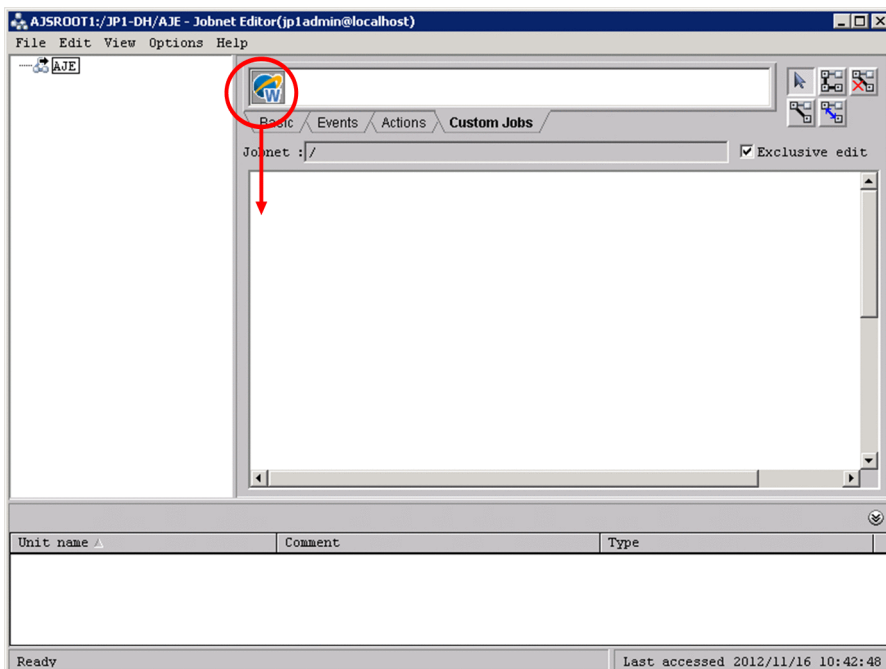 AJSROOT1:/JP1-DH/AJE - Jobnet Editor(jp1admin@localhost)
File Edit View Options Help
AJE
W
Basic Events Actions Custom Jobs
Jobnet : /
Exclusive edit
Unit name Comment Type
Ready Last accessed 2012/11/16 10:42:48